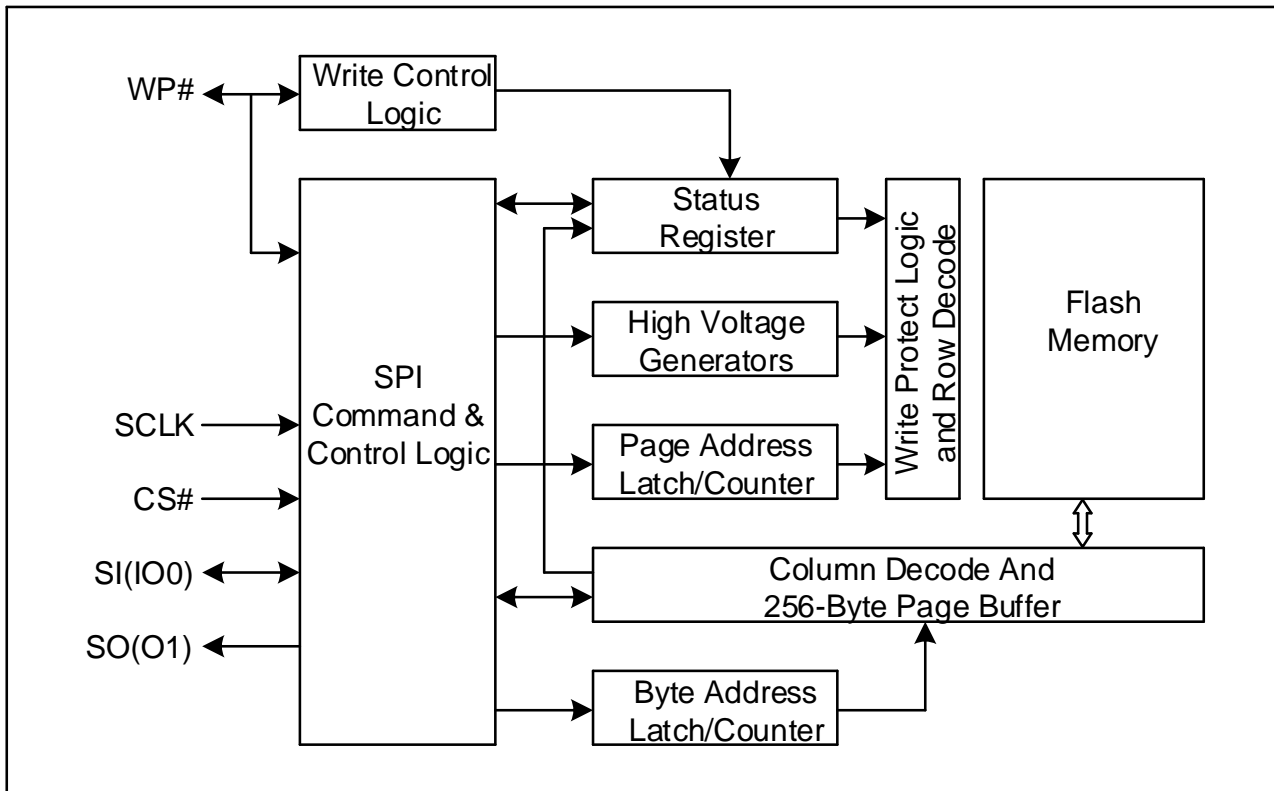 WP#
Write Control
Logic
Status
Register
High Voltage
Generators
Page Address
Latch/Counter
Write Protect Logic
and Row Decode
Flash
Memory
SPI
Command &
Control Logic
SCLK
CS#
SI(IO0)
SO(O1)
Column Decode And
256-Byte Page Buffer
Byte Address
Latch/Counter